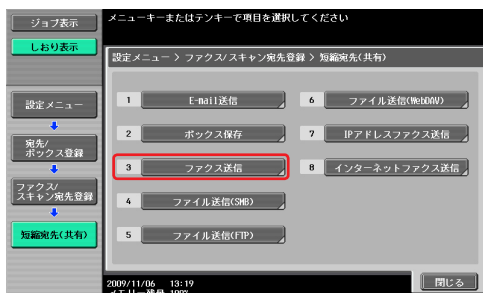 ジョブ表示
メニューキーまたはテンキーで項目を選択してください
しおり表示
設定メニュー > ファクス/スキャン宛先登録 > 短縮宛先(共有)
設定メニュー
宛先/
ボックス登録
ファクス/
スキャン宛先登録
短縮宛先(共有)
1 E-mail送信
2 ボックス保存
3 ファクス送信
4 ファイル送信(SMB)
5 ファイル送信(FTP)
6 ファイル送信(WebDAV)
7 IPアドレスファクス送信
8 インターネットファクス送信
2009/11/06 13:19
メモリー残量 100%
閉じる